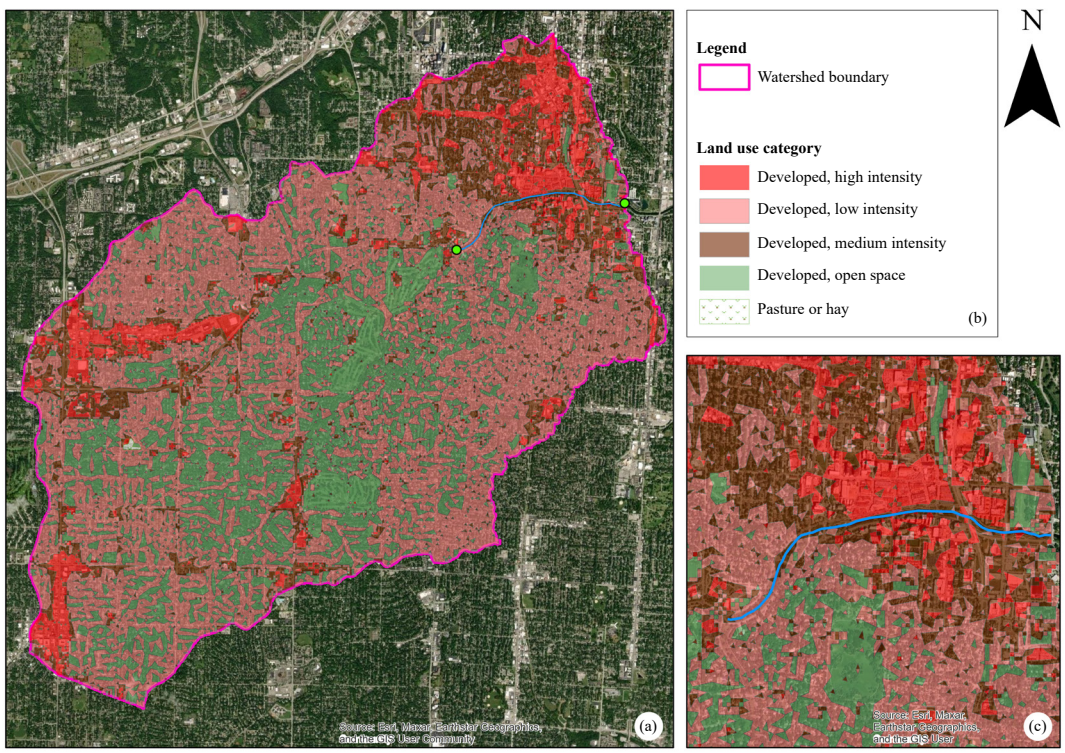 N
Legend
Watershed boundary
Land use category
Developed, high intensity
Developed, low intensity
Developed, medium intensity
Developed, open space
Pasture or hay
(b)
Source: Esri, Maxar, Earthstar Geographics,
and the GIS User Community
(a)
Source: Esri, Maxar,
Earthstar Geographics,
and the GIS User
(c)